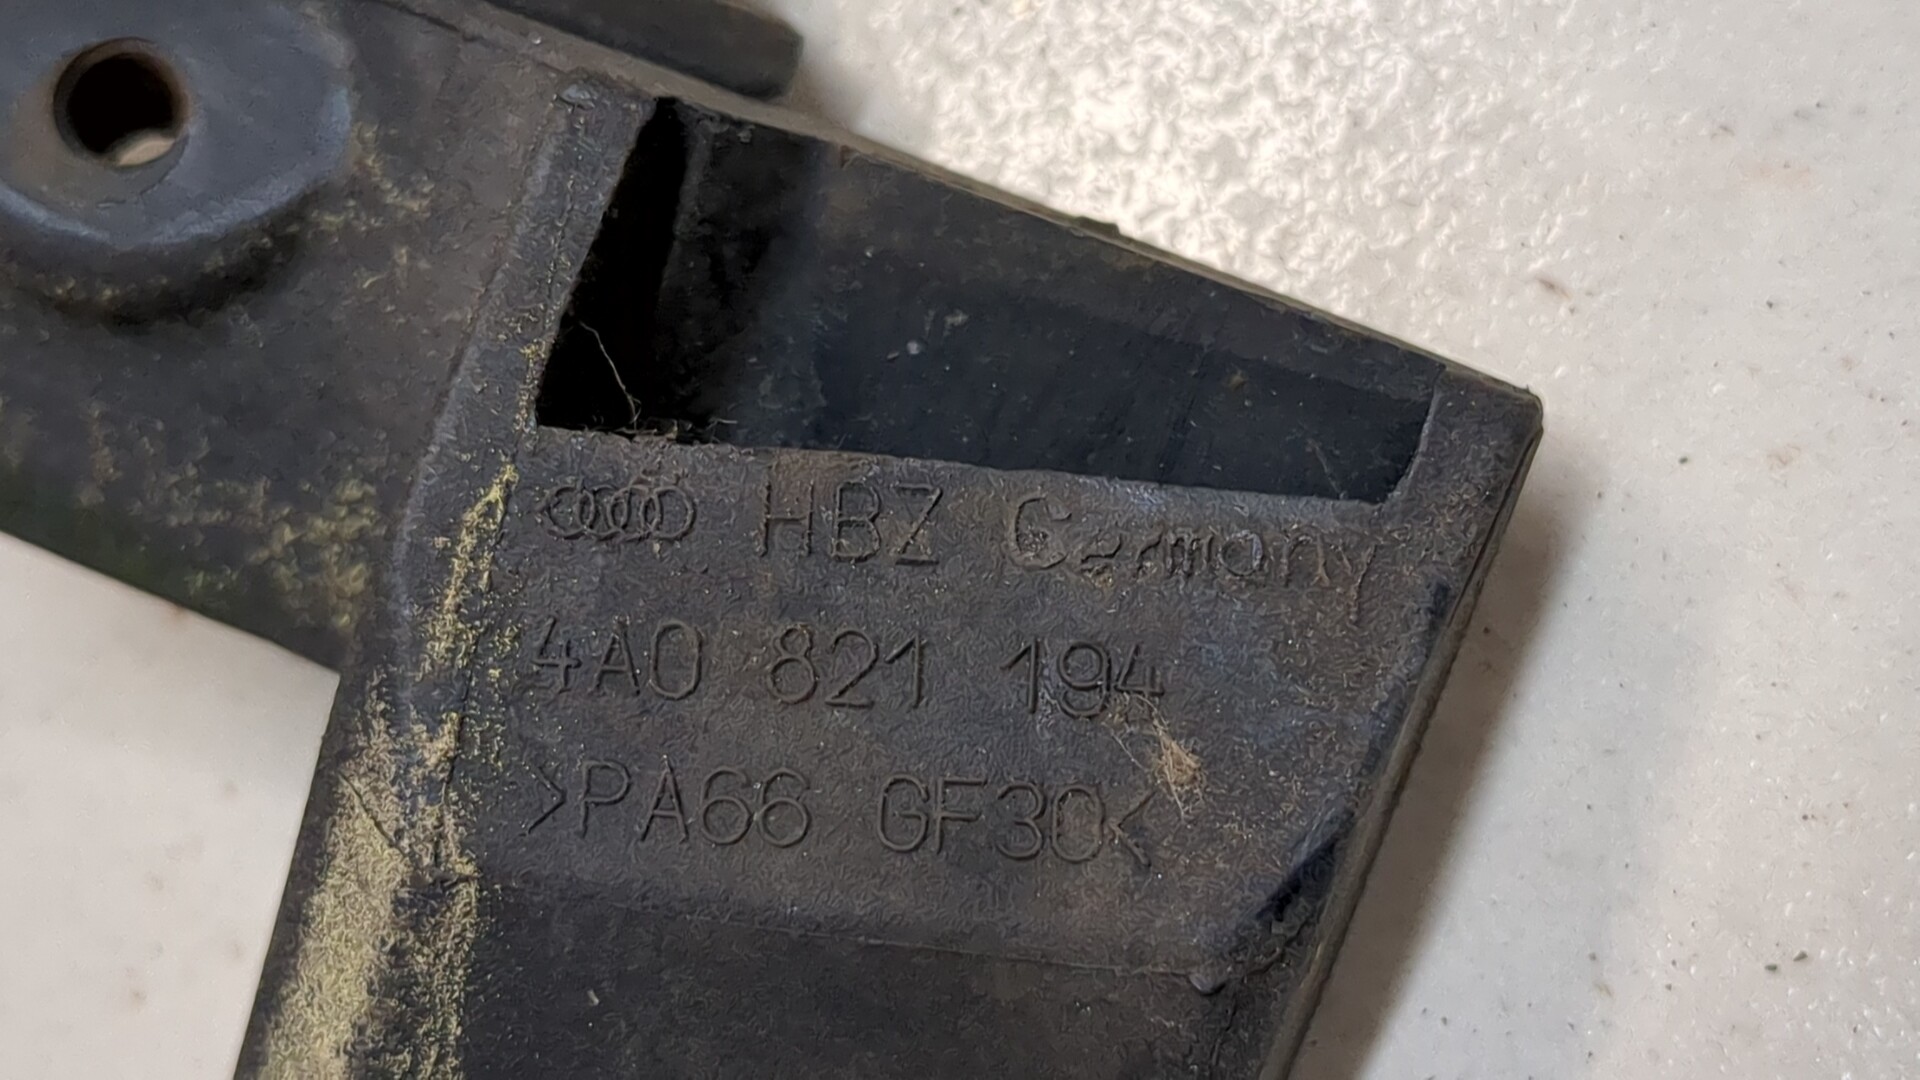 HBZ Germany
4A0 821 194
>PA66 GF30<